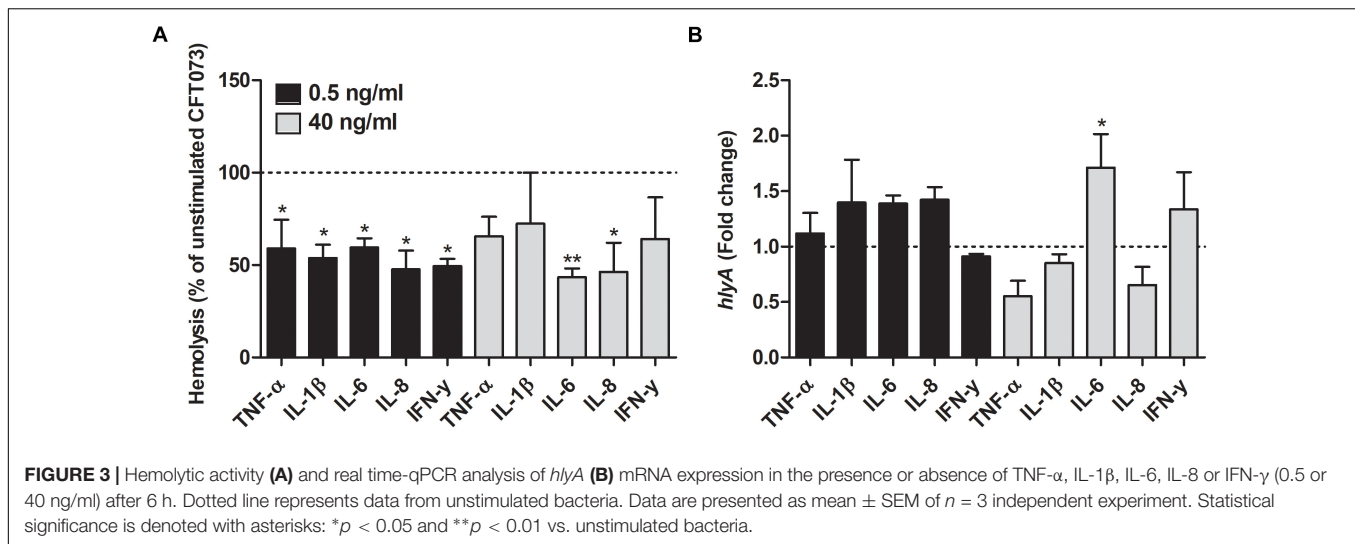 A
B
Hemolysis (% of unstimulated CFT073)
150
100
50
0
0.5 ng/ml
40 ng/ml
* * * * * ** *
TNF-α IL-1β IL-6 IL-8 IFN-y TNF-α IL-1β IL-6 IL-8 IFN-y
hlyA (Fold change)
2.5
2.0
1.5
1.0
0.5
0.0
*
TNF-α IL-1β IL-6 IL-8 IFN-y TNF-α IL-1β IL-6 IL-8 IFN-y
FIGURE 3 | Hemolytic activity (A) and real time-qPCR analysis of hlyA (B) mRNA expression in the presence or absence of TNF-α, IL-1β, IL-6, IL-8 or IFN-γ (0.5 or
40 ng/ml) after 6 h. Dotted line represents data from unstimulated bacteria. Data are presented as mean ± SEM of n = 3 independent experiment. Statistical
significance is denoted with asterisks: *p < 0.05 and **p < 0.01 vs. unstimulated bacteria.